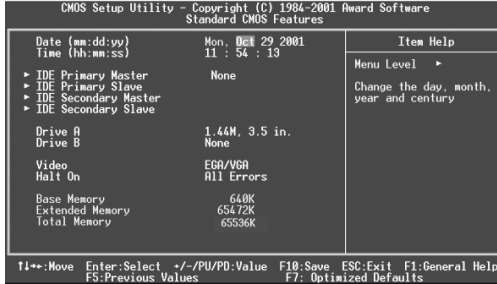 CMOS Setup Utility – Copyright (C) 1984-2001 Award Software
Standard CMOS Features
Date (mm:dd:yy) Mon, Oct 29 2001
Time (hh:mm:ss) 11 : 54 : 13
► IDE Primary Master None
► IDE Primary Slave
► IDE Secondary Master
► IDE Secondary Slave
Drive A 1.44M, 3.5 in.
Drive B None
Video EGA/VGA
Halt On All Errors
Base Memory 640K
Extended Memory 65472K
Total Memory 65536K
Item Help
Menu Level ►
Change the day, month,
year and century
↑↓→←:Move Enter:Select +/-/PU/PD:Value F10:Save ESC:Exit F1:General Help
F5:Previous Values F7: Optimized Defaults